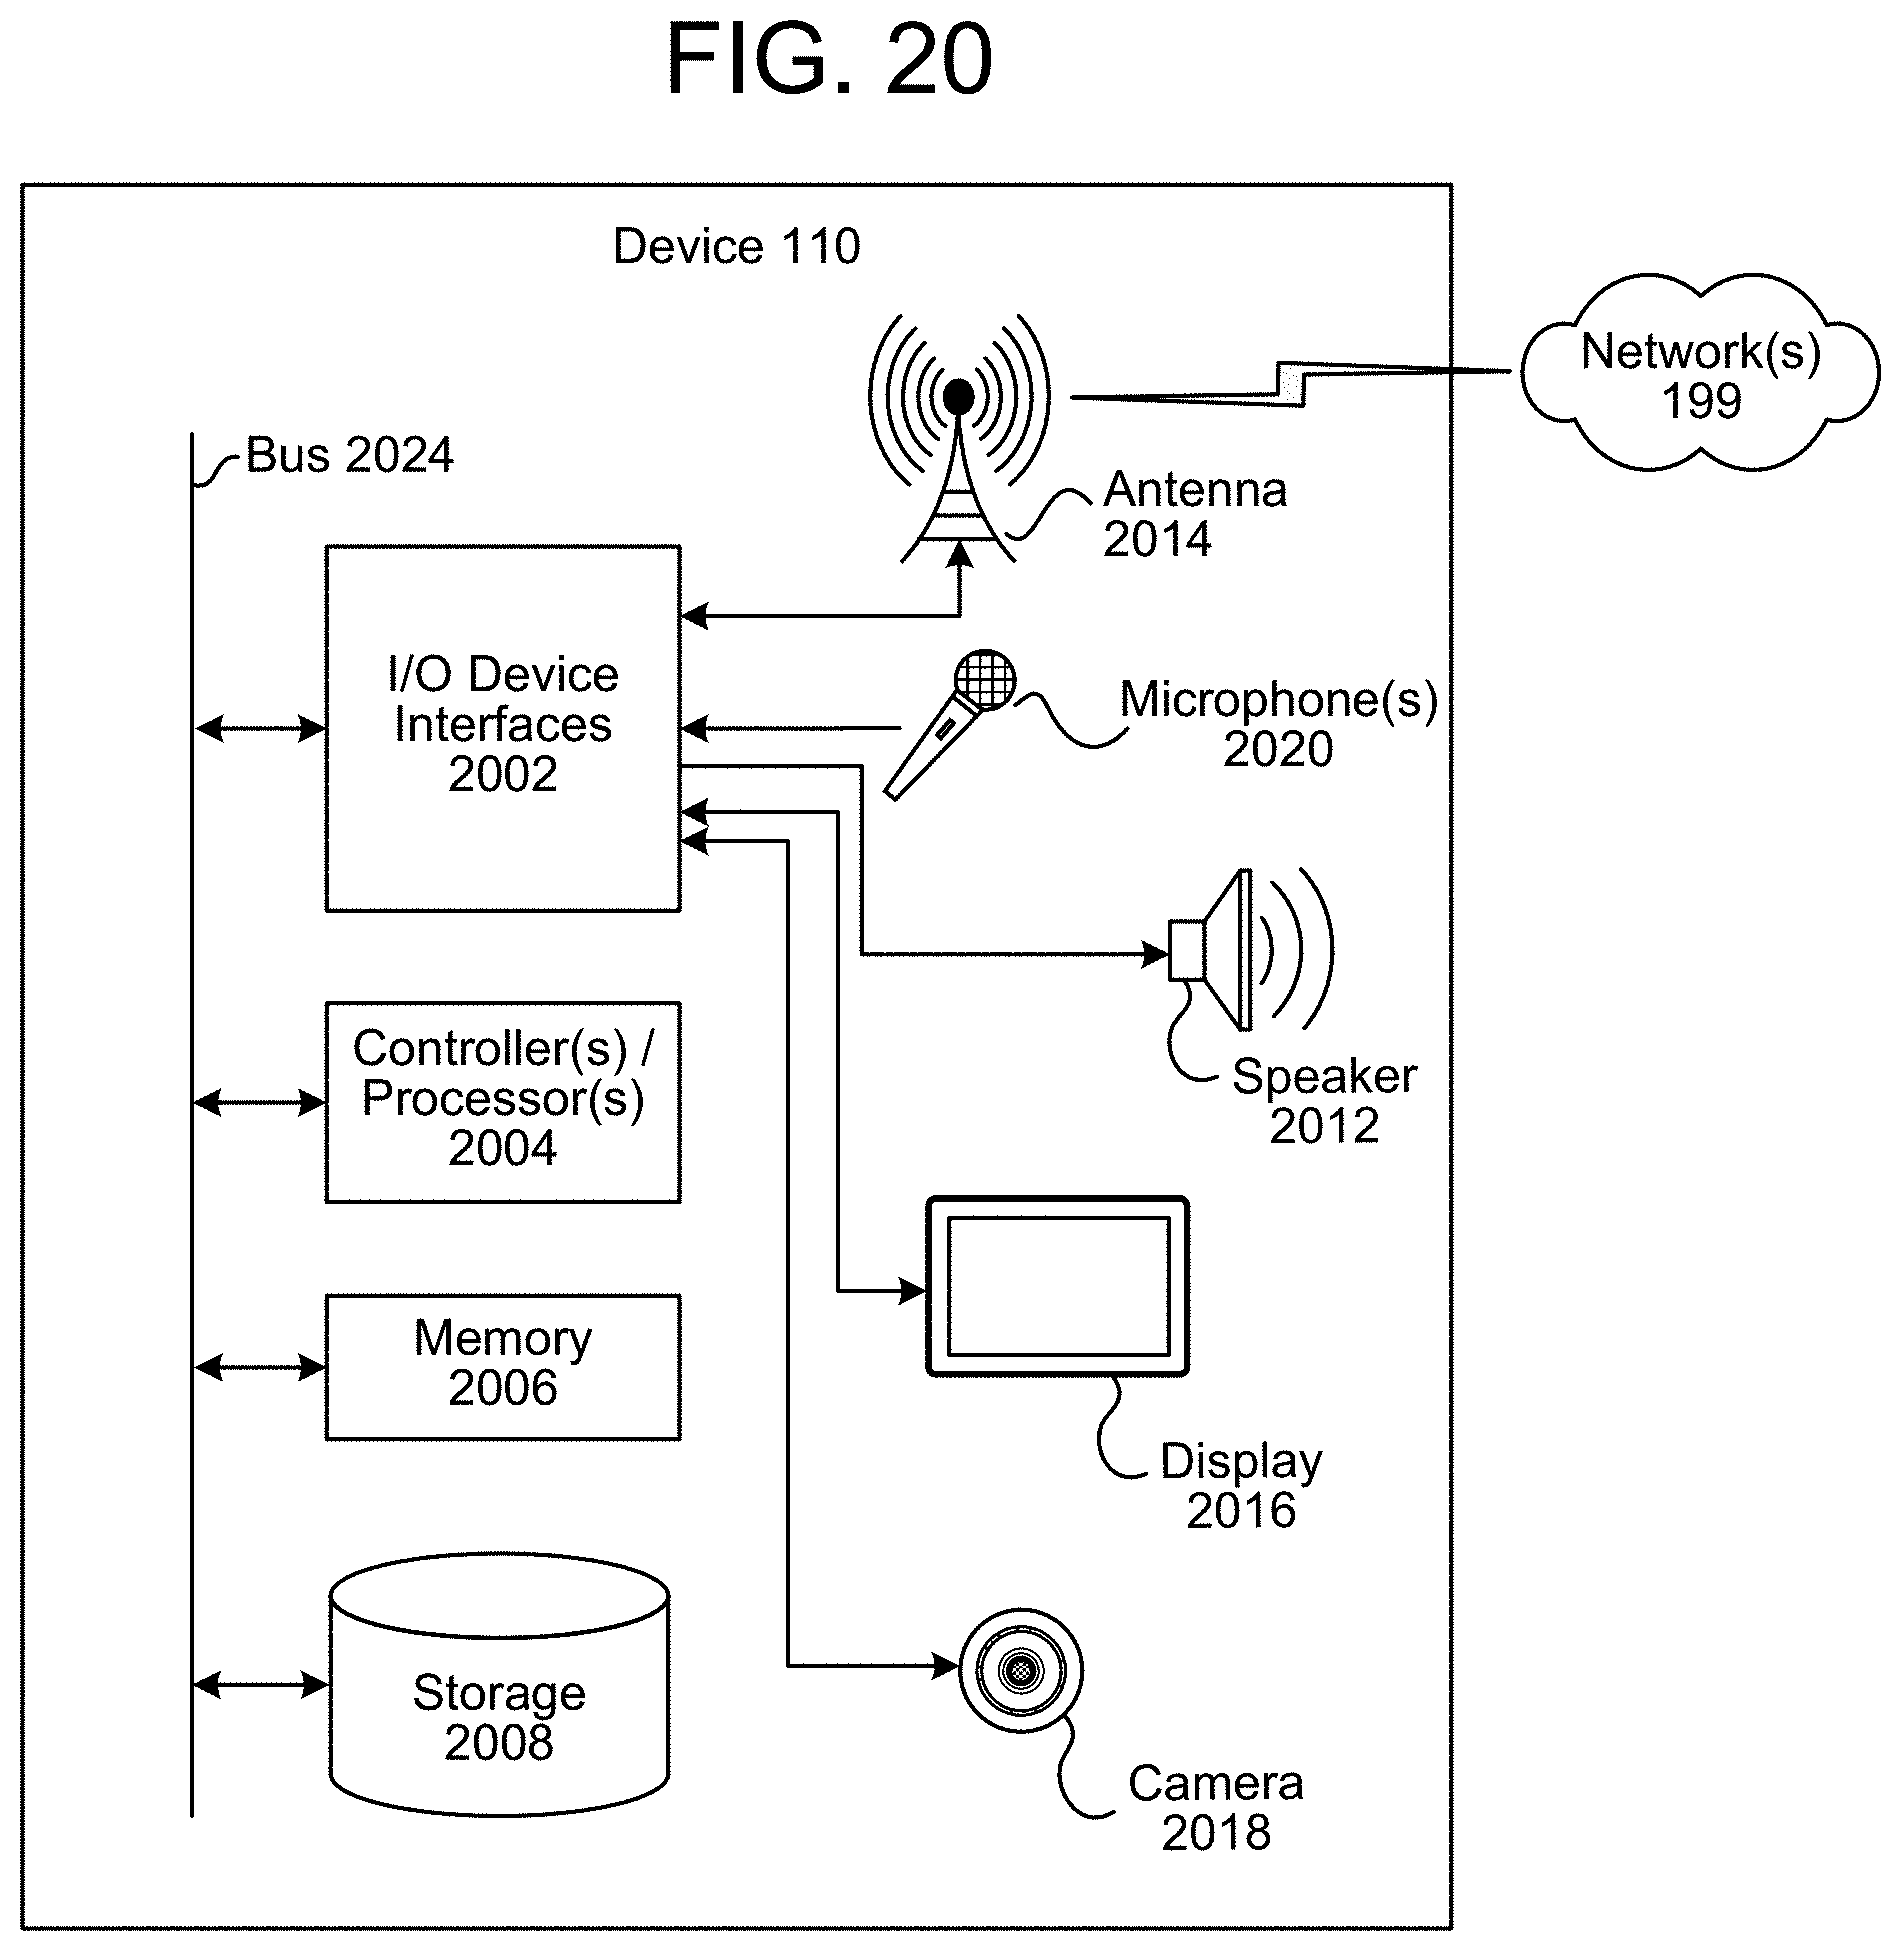 FIG. 20
Device 110
Network(s)
199
Bus 2024
Antenna
2014
I/O Device
Interfaces
2002
Microphone(s)
2020
Controller(s) /
Processor(s)
2004
Speaker
2012
Memory
2006
Display
2016
Storage
2008
Camera
2018